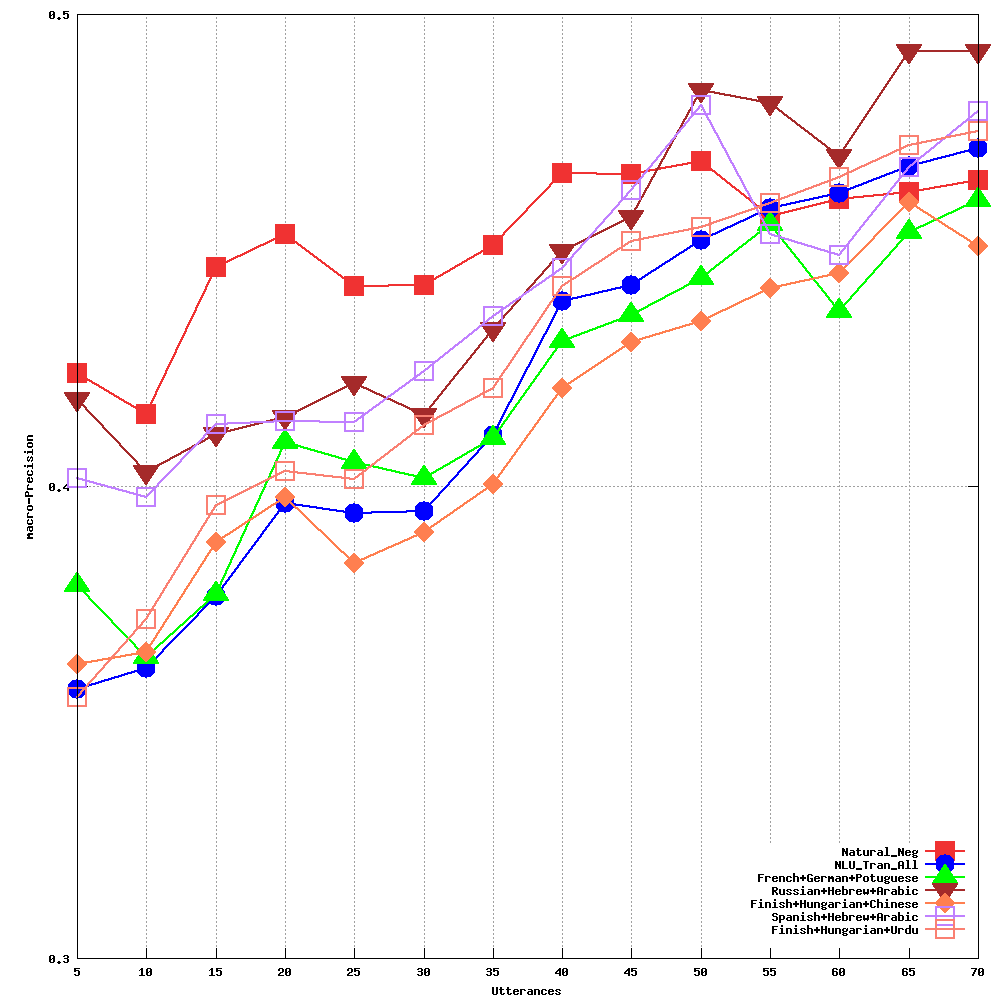 0.5
Macro-Precision
0.4
Natural_Neg
NLU_Tran_All
French+German+Potuguese
Russian+Hebrew+Arabic
Finish+Hungarian+Chinese
Spanish+Hebrew+Arabic
Finish+Hungarian+Urdu
0.3
5 10 15 20 25 30 35 40 45 50 55 60 65 70
Utterances